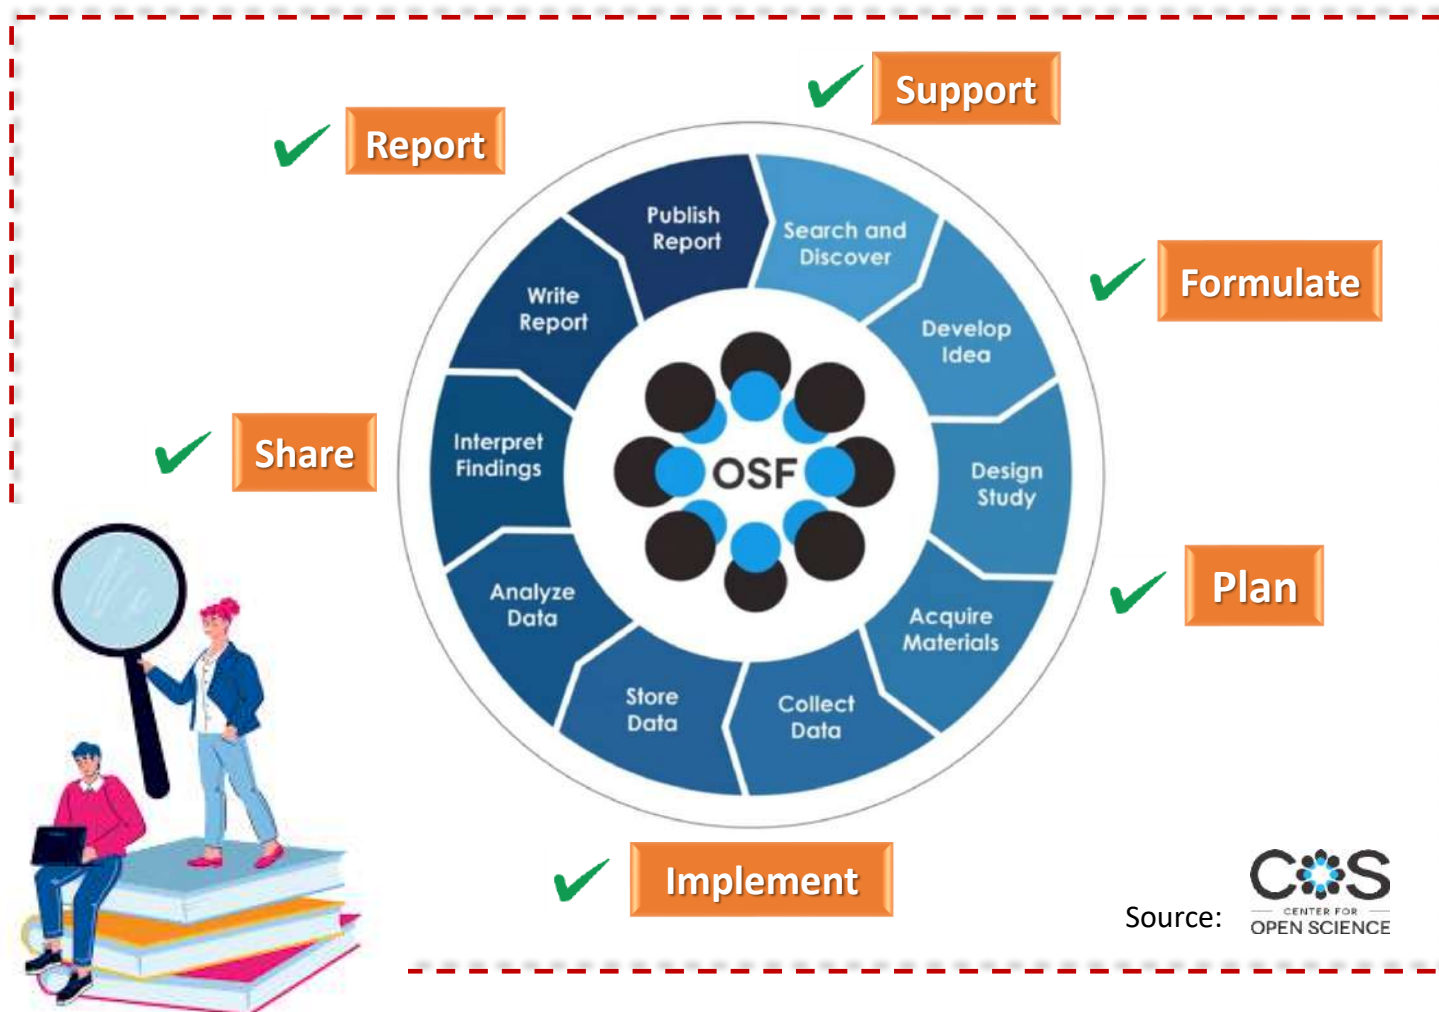 Support
Report
Publish
Report
Search and
Discover
Formulate
Write
Report
Develop
Idea
Share
Interpret
Findings
OSF
Design
Study
Plan
Analyze
Data
Acquire
Materials
Store
Data
Collect
Data
Implement
Source:
COS
CENTER FOR
OPEN SCIENCE